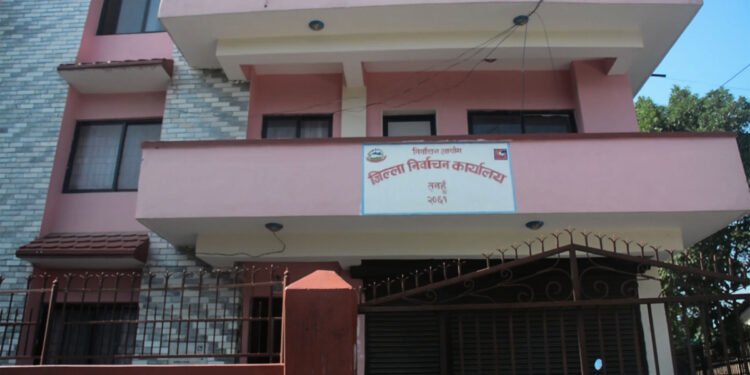 निर्वाचन आयोग
जिल्ला निर्वाचन कार्यालय
तनहुँ
२०६१